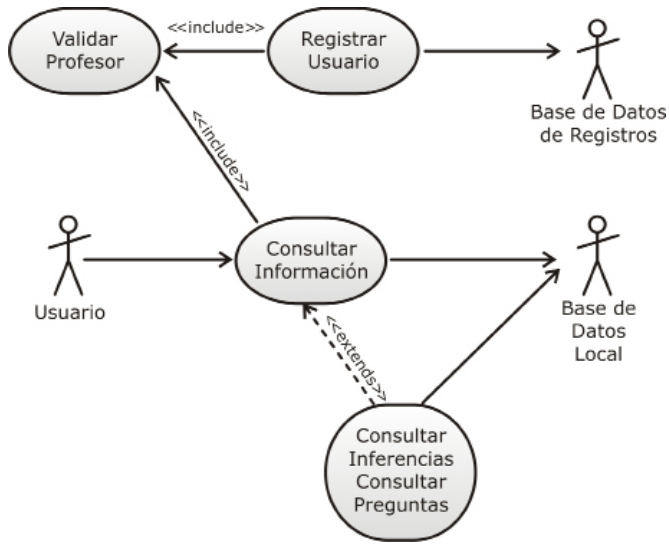 <<include>>
Validar
Profesor
Registrar
Usuario
Base de Datos
de Registros
<<include>>
Usuario
Consultar
Información
Base de
Datos
Local
<<extends>>
Consultar
Inferencias
Consultar
Preguntas